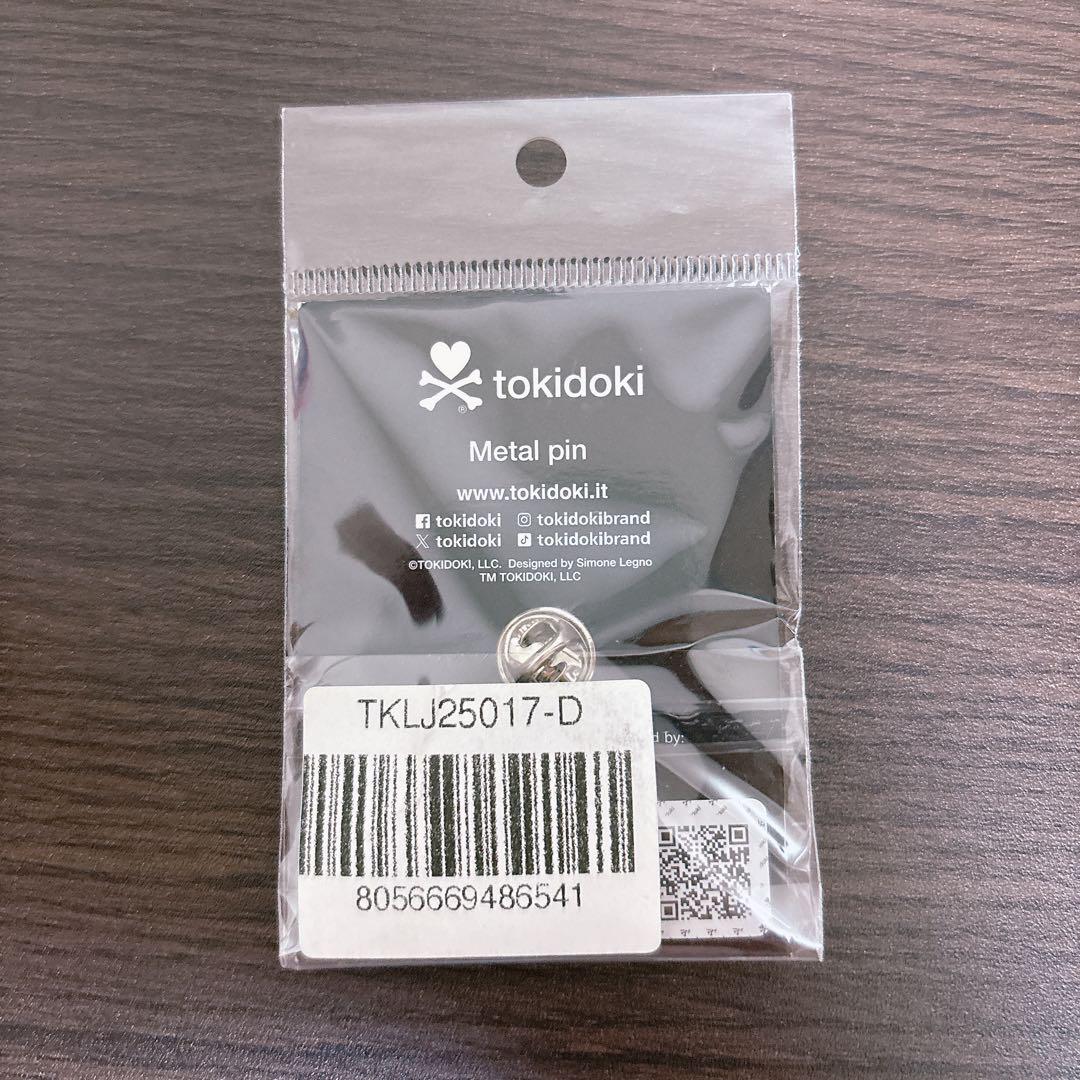 tokidoki
®
Metal pin
www.tokidoki.it
tokidoki tokidokibrand
tokidoki tokidokibrand
©TOKIDOKI, LLC. Designed by Simone Legno
TM TOKIDOKI, LLC
TKLJ25017-D
by:
8056669486541